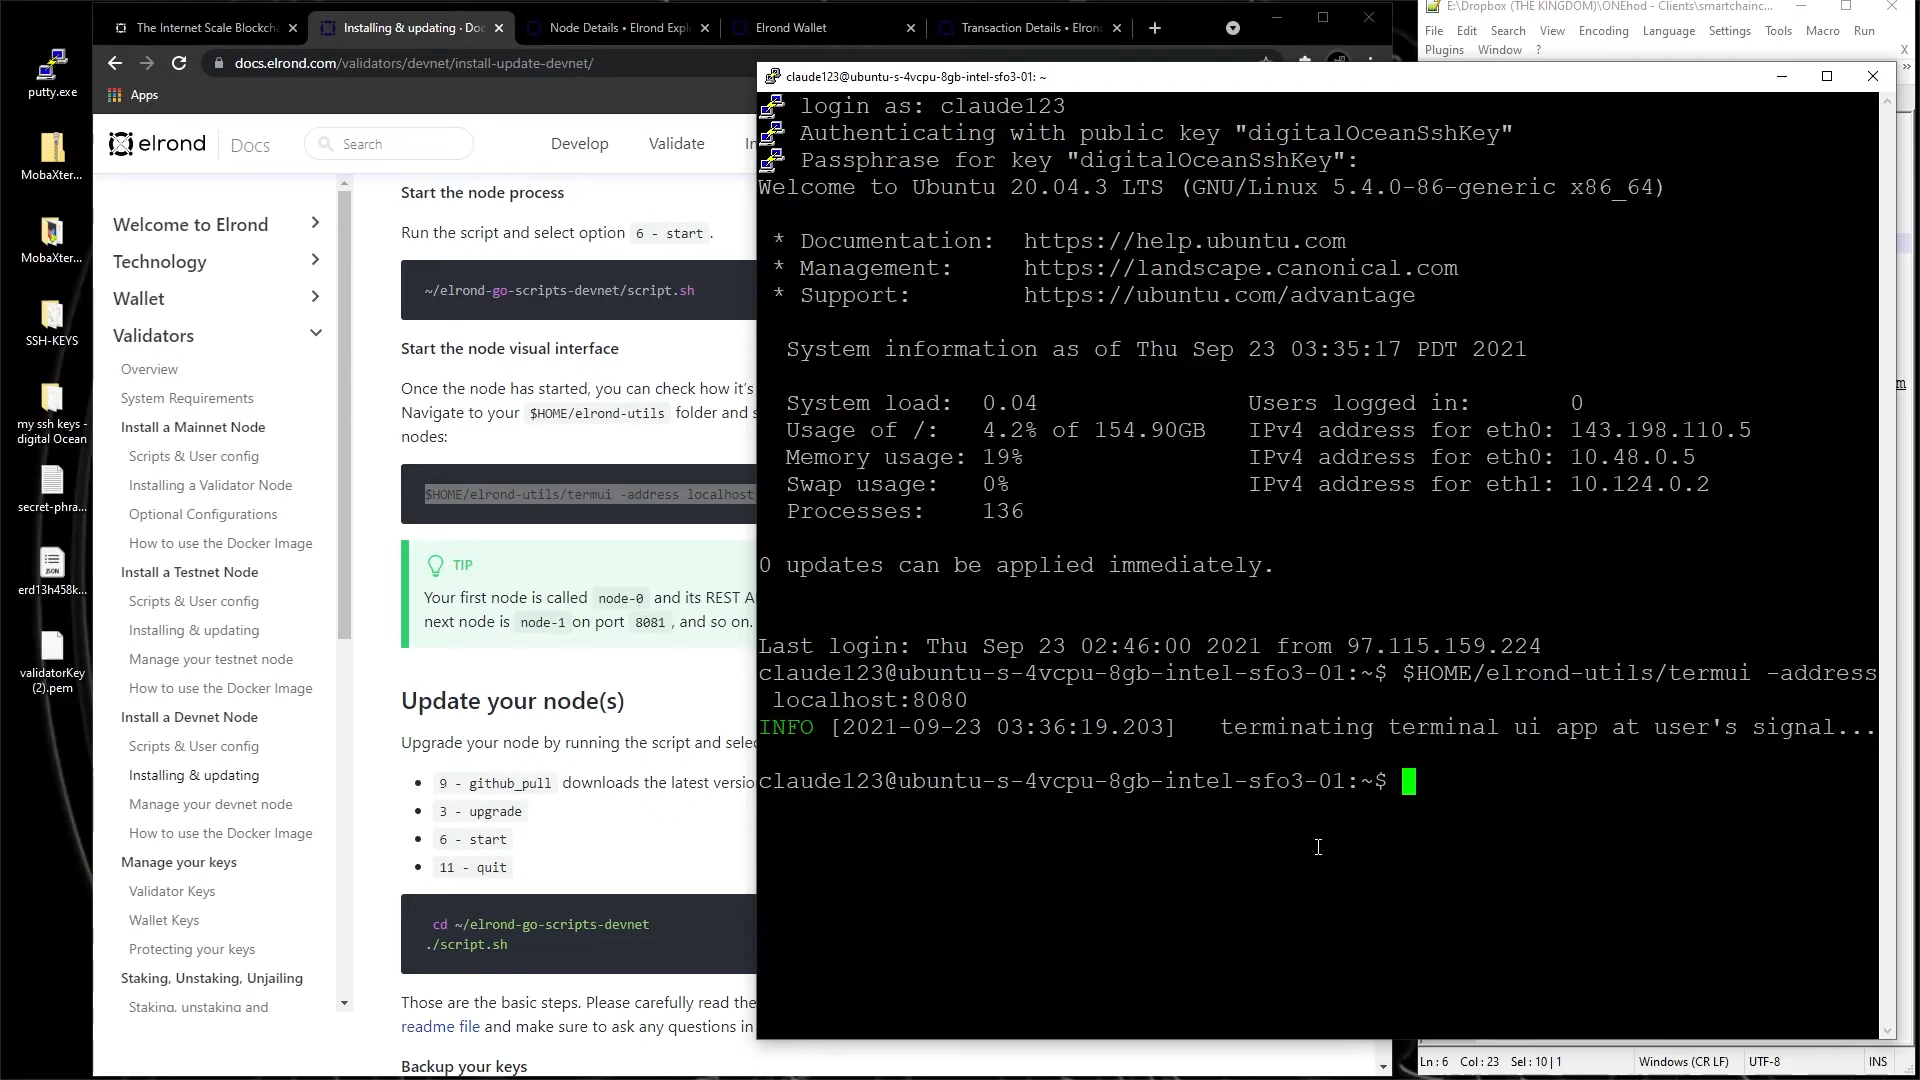 The Internet Scale Blockcha
Installing & updating · Doc
Node Details • Elrond Expl
Elrond Wallet
Transaction Details • Elron
docs.elrond.com/validators/devnet/install-update-devnet/
Apps
putty.exe
MobaXter...
MobaXter...
SSH-KEYS
my ssh keys -
digital Ocean
secret-phra...
JSON
erd13h458k...
validatorKey
(2).pem
elrond
Docs
Search
Develop
Validate
In
Welcome to Elrond
Technology
Wallet
Validators
Overview
System Requirements
Install a Mainnet Node
Scripts & User config
Installing a Validator Node
Optional Configurations
How to use the Docker Image
Install a Testnet Node
Scripts & User config
Installing & updating
Manage your testnet node
How to use the Docker Image
Install a Devnet Node
Scripts & User config
Installing & updating
Manage your devnet node
How to use the Docker Image
Manage your keys
Validator Keys
Wallet Keys
Protecting your keys
Staking, Unstaking, Unjailing
Staking, unstaking and
Start the node process
Run the script and select option 6 - start .
~/elrond-go-scripts-devnet/script.sh
Start the node visual interface
Once the node has started, you can check how it's
Navigate to your $HOME/elrond-utils folder and s
nodes:
$HOME/elrond-utils/termui -address localhost
TIP
Your first node is called node-0 and its REST A
next node is node-1 on port 8081 , and so on.
Update your node(s)
Upgrade your node by running the script and selec
• 9 - github_pull downloads the latest versio
• 3 - upgrade
• 6 - start
• 11 - quit
cd ~/elrond-go-scripts-devnet
./script.sh
Those are the basic steps. Please carefully read the
readme file and make sure to ask any questions in
Backup your keys
claude123@ubuntu-s-4vcpu-8gb-intel-sfo3-01: ~
login as: claude123
Authenticating with public key "digitalOceanSshKey"
Passphrase for key "digitalOceanSshKey":
Welcome to Ubuntu 20.04.3 LTS (GNU/Linux 5.4.0-86-generic x86_64)
* Documentation: https://help.ubuntu.com
* Management: https://landscape.canonical.com
* Support: https://ubuntu.com/advantage
System information as of Thu Sep 23 03:35:17 PDT 2021
System load: 0.04 Users logged in: 0
Usage of /: 4.2% of 154.90GB IPv4 address for eth0: 143.198.110.5
Memory usage: 19% IPv4 address for eth0: 10.48.0.5
Swap usage: 0% IPv4 address for eth1: 10.124.0.2
Processes: 136
0 updates can be applied immediately.
Last login: Thu Sep 23 02:46:00 2021 from 97.115.159.224
claude123@ubuntu-s-4vcpu-8gb-intel-sfo3-01:~$ $HOME/elrond-utils/termui -address
localhost:8080
INFO [2021-09-23 03:36:19.203] terminating terminal ui app at user's signal...
claude123@ubuntu-s-4vcpu-8gb-intel-sfo3-01:~$
E:\Dropbox (THE KINGDOM)\ONEhod - Clients\smartchainc...
File Edit Search View Encoding Language Settings Tools Macro Run
Plugins Window ? X
m
Ln : 6 Col : 23 Sel : 10 | 1
Windows (CR LF)
UTF-8
INS